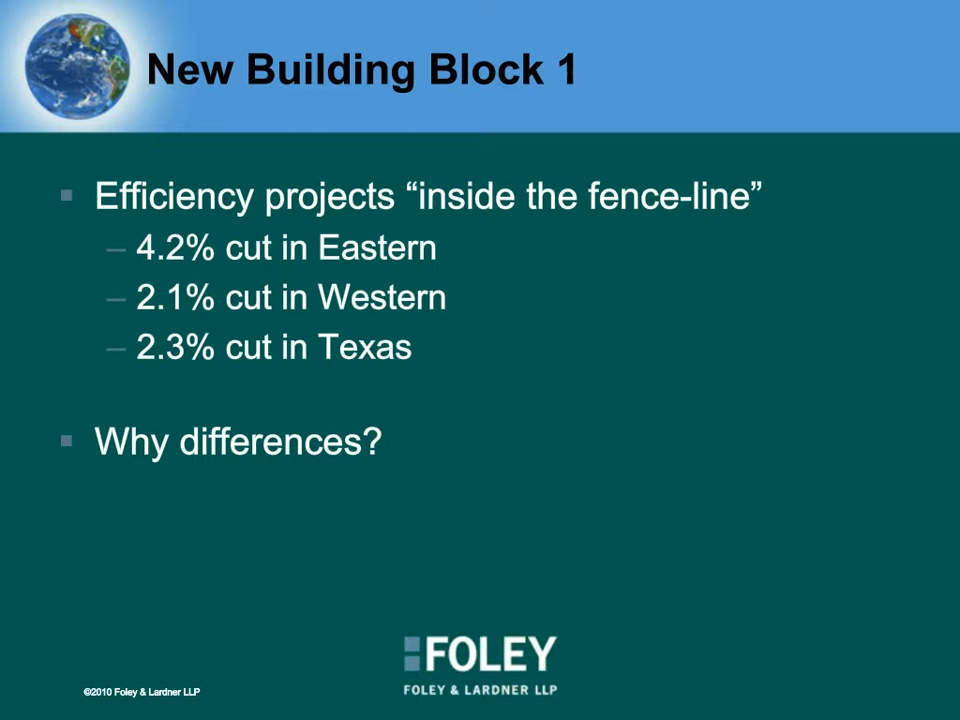 New Building Block 1
▪ Efficiency projects “inside the fence-line”
– 4.2% cut in Eastern
– 2.1% cut in Western
– 2.3% cut in Texas
▪ Why differences?
FOLEY
FOLEY & LARDNER LLP
©2010 Foley & Lardner LLP